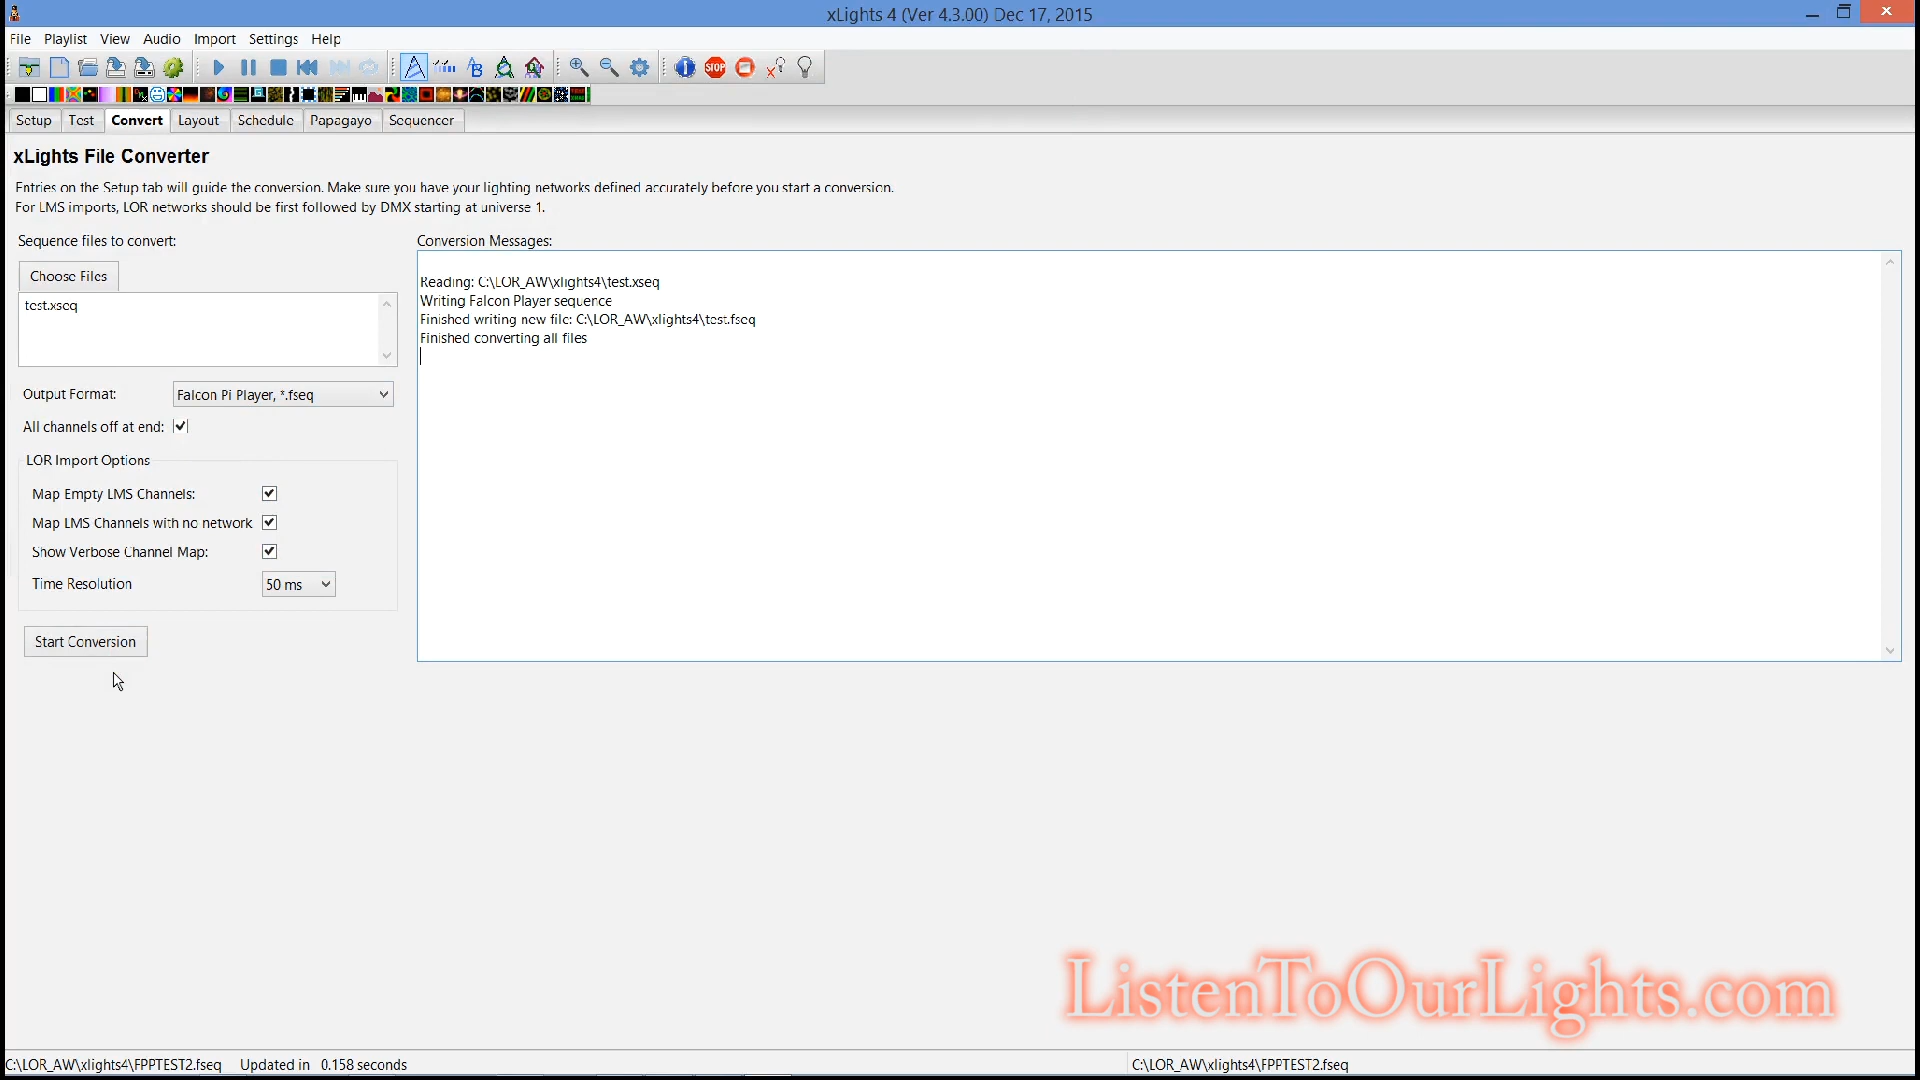 xLights 4 (Ver 4.3.00) Dec 17, 2015
File Playlist View Audio Import Settings Help
STOP
Setup Test Convert Layout Schedule Papagayo Sequencer
xLights File Converter
Entries on the Setup tab will guide the conversion. Make sure you have your lighting networks defined accurately before you start a conversion.
For LMS imports, LOR networks should be first followed by DMX starting at universe 1.
Sequence files to convert:
Choose Files
test.xseq
Output Format: Falcon Pi Player, *.fseq
All channels off at end:
LOR Import Options
Map Empty LMS Channels:
Map LMS Channels with no network
Show Verbose Channel Map:
Time Resolution 50 ms
Start Conversion
Conversion Messages:
Reading: C:\LOR_AW\xlights4\test.xseq
Writing Falcon Player sequence
Finished writing new file: C:\LOR_AW\xlights4\test.fseq
Finished converting all files
ListenToOurLights.com
C:\LOR_AW\xlights4\FPPTEST2.fseq Updated in 0.158 seconds C:\LOR_AW\xlights4\FPPTEST2.fseq